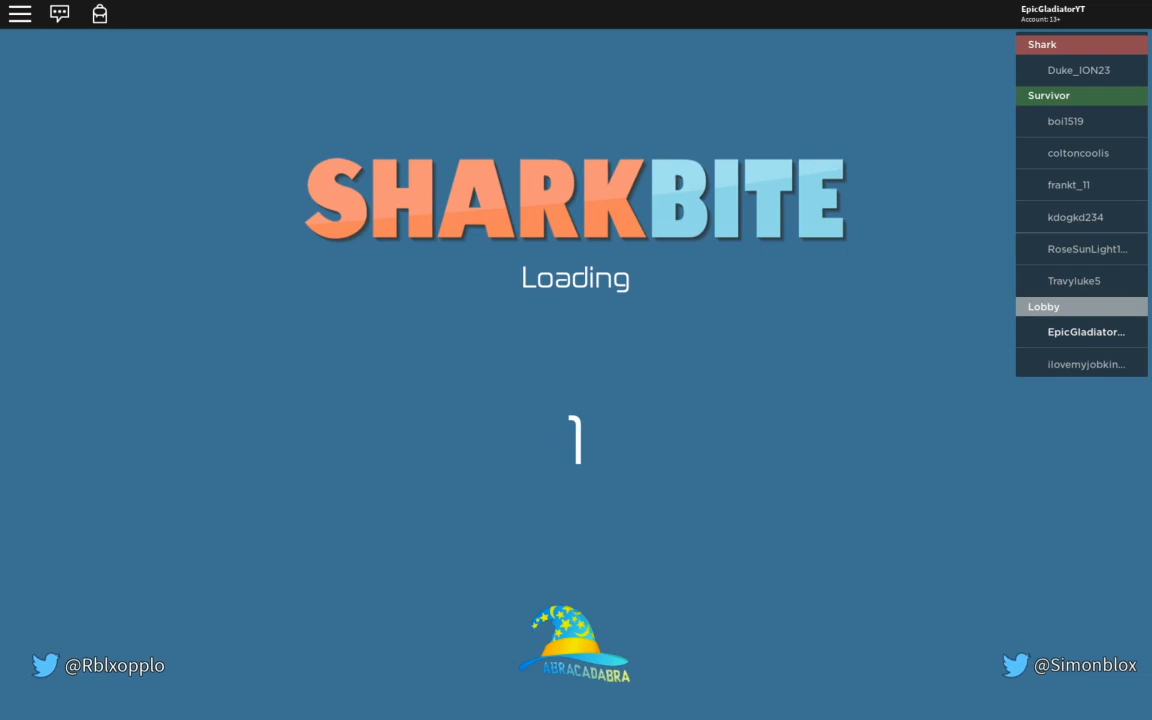 EpicGladiatorYT
Account: 13+
Shark
Duke_ION23
Survivor
boi1519
coltoncoolis
frankt_11
kdogkd234
RoseSunLight1...
Travyluke5
Lobby
EpicGladiator...
ilovemyjobkin...
SHARKBITE
Loading
1
ABRACADABRA
@Rblxopplo
@Simonblox